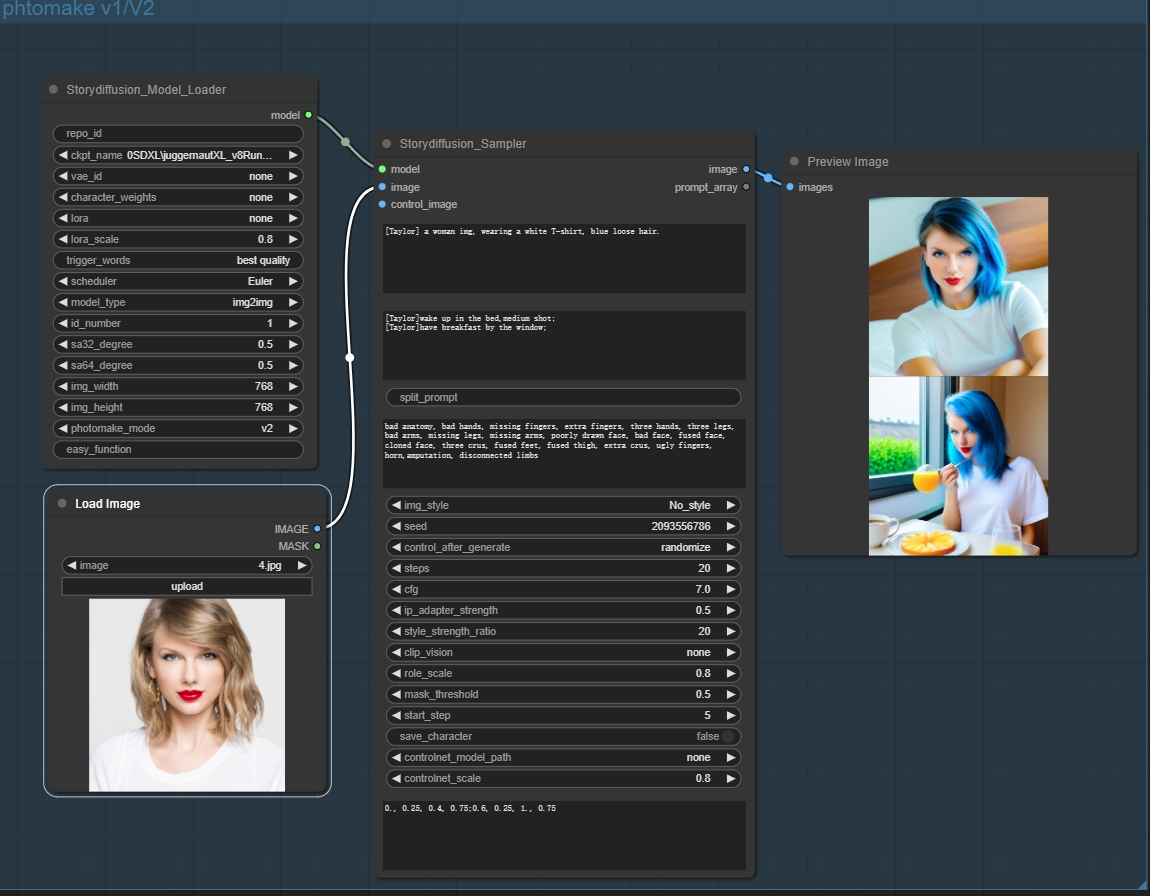 phtomake v1/V2
Storydiffusion_Model_Loader
model
repo_id
ckpt_name 0SDXL\juggernautXL_v8Run...
vae_id none
character_weights none
lora none
lora_scale 0.8
trigger_words best quality
scheduler Euler
model_type img2img
id_number 1
sa32_degree 0.5
sa64_degree 0.5
img_width 768
img_height 768
photomake_mode v2
easy_function
Load Image
IMAGE
MASK
image 4.jpg
upload
Storydiffusion_Sampler
model image
image prompt_array
control_image
[Taylor] a woman img, wearing a white T-shirt, blue loose hair.
[Taylor]wake up in the bed,medium shot;
[Taylor]have breakfast by the window;
split_prompt
bad anatomy, bad hands, missing fingers, extra fingers, three hands, three legs,
bad arms, missing legs, missing arms, poorly drawn face, bad face, fused face,
cloned face, three crus, fused feet, fused thigh, extra crus, ugly fingers,
horn,amputation, disconnected limbs
img_style No_style
seed 2093556786
control_after_generate randomize
steps 20
cfg 7.0
ip_adapter_strength 0.5
style_strength_ratio 20
clip_vision none
role_scale 0.8
mask_threshold 0.5
start_step 5
save_character false
controlnet_model_path none
controlnet_scale 0.8
0., 0.25, 0.4, 0.75;0.6, 0.25, 1., 0.75
Preview Image
images